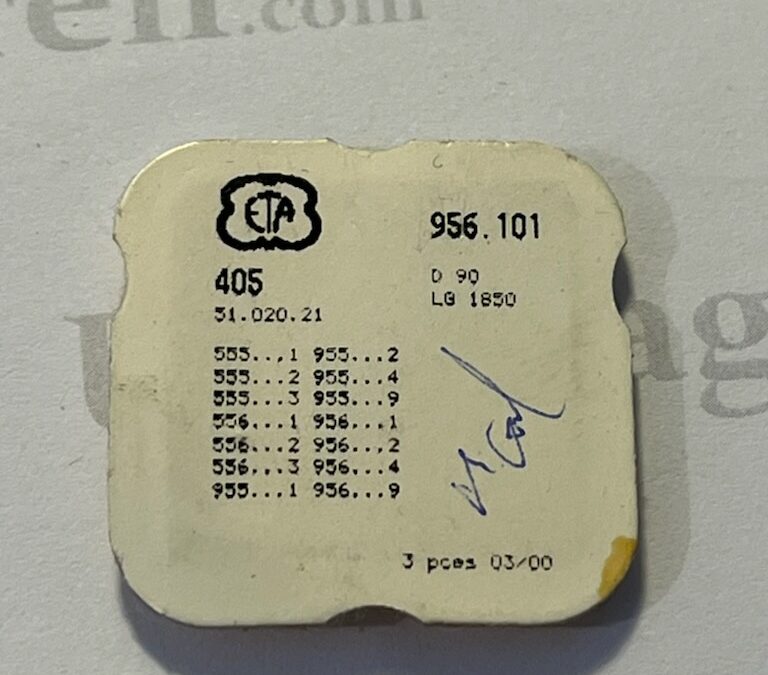 .com
ETA
956.101
405
D 90
LG 1850
51.020.21
555...1 955...2
555...2 955...4
555...3 955...9
556...1 956...1
556...2 956...2
556...3 956...4
955...1 956...9
3 pces 03/00